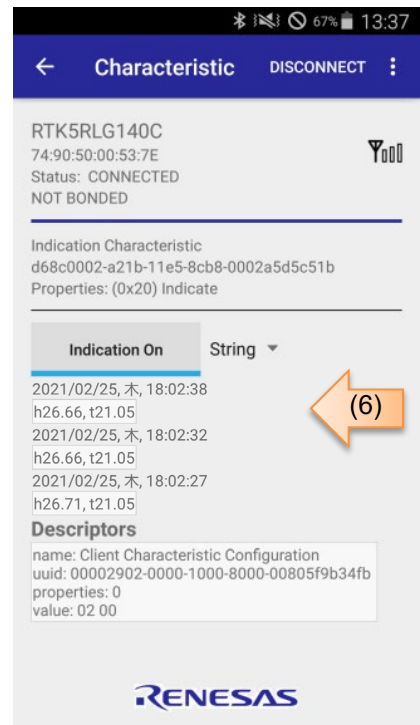 67% 13:37
Characteristic DISCONNECT
RTK5RLG140C
74:90:50:00:53:7E
Status: CONNECTED
NOT BONDED
Indication Characteristic
d68c0002-a21b-11e5-8cb8-0002a5d5c51b
Properties: (0x20) Indicate
Indication On String
2021/02/25, 木, 18:02:38
h26.66, t21.05
(6)
2021/02/25, 木, 18:02:32
h26.66, t21.05
2021/02/25, 木, 18:02:27
h26.71, t21.05
Descriptors
name: Client Characteristic Configuration
uuid: 00002902-0000-1000-8000-00805f9b34fb
properties: 0
value: 02 00
RENESAS